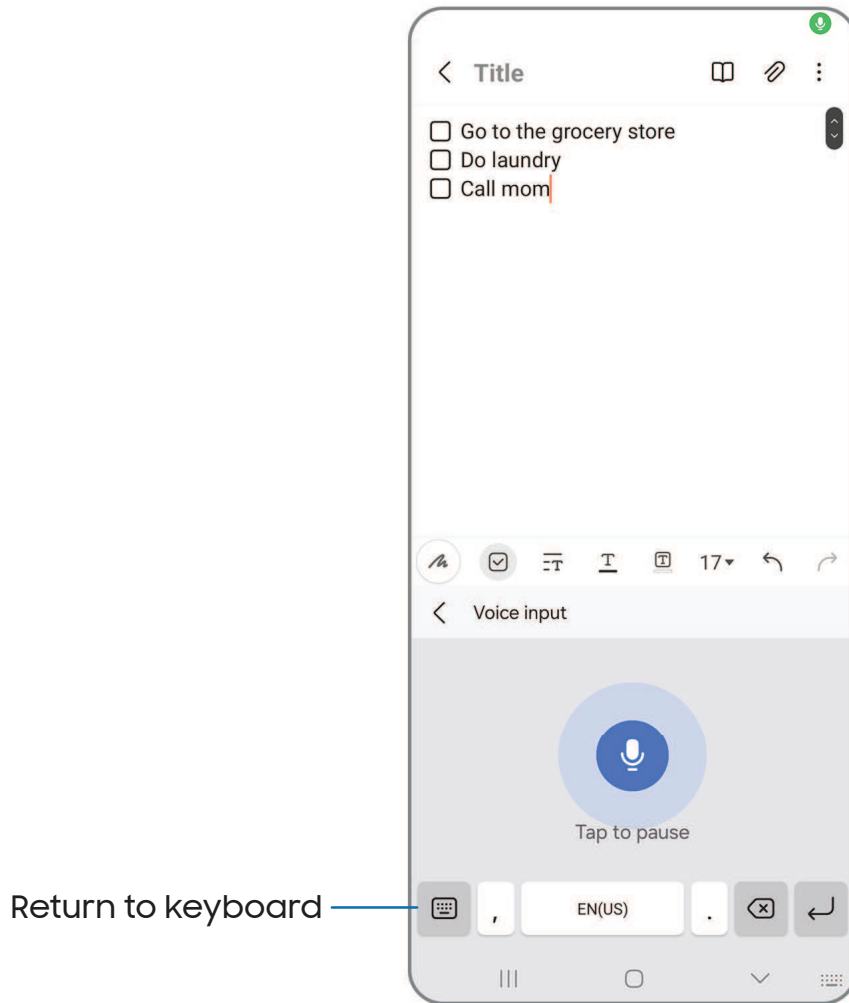 Title
Go to the grocery store
Do laundry
Call mom
T
T
T
17
Voice input
Tap to pause
Return to keyboard
,
EN(US)
.